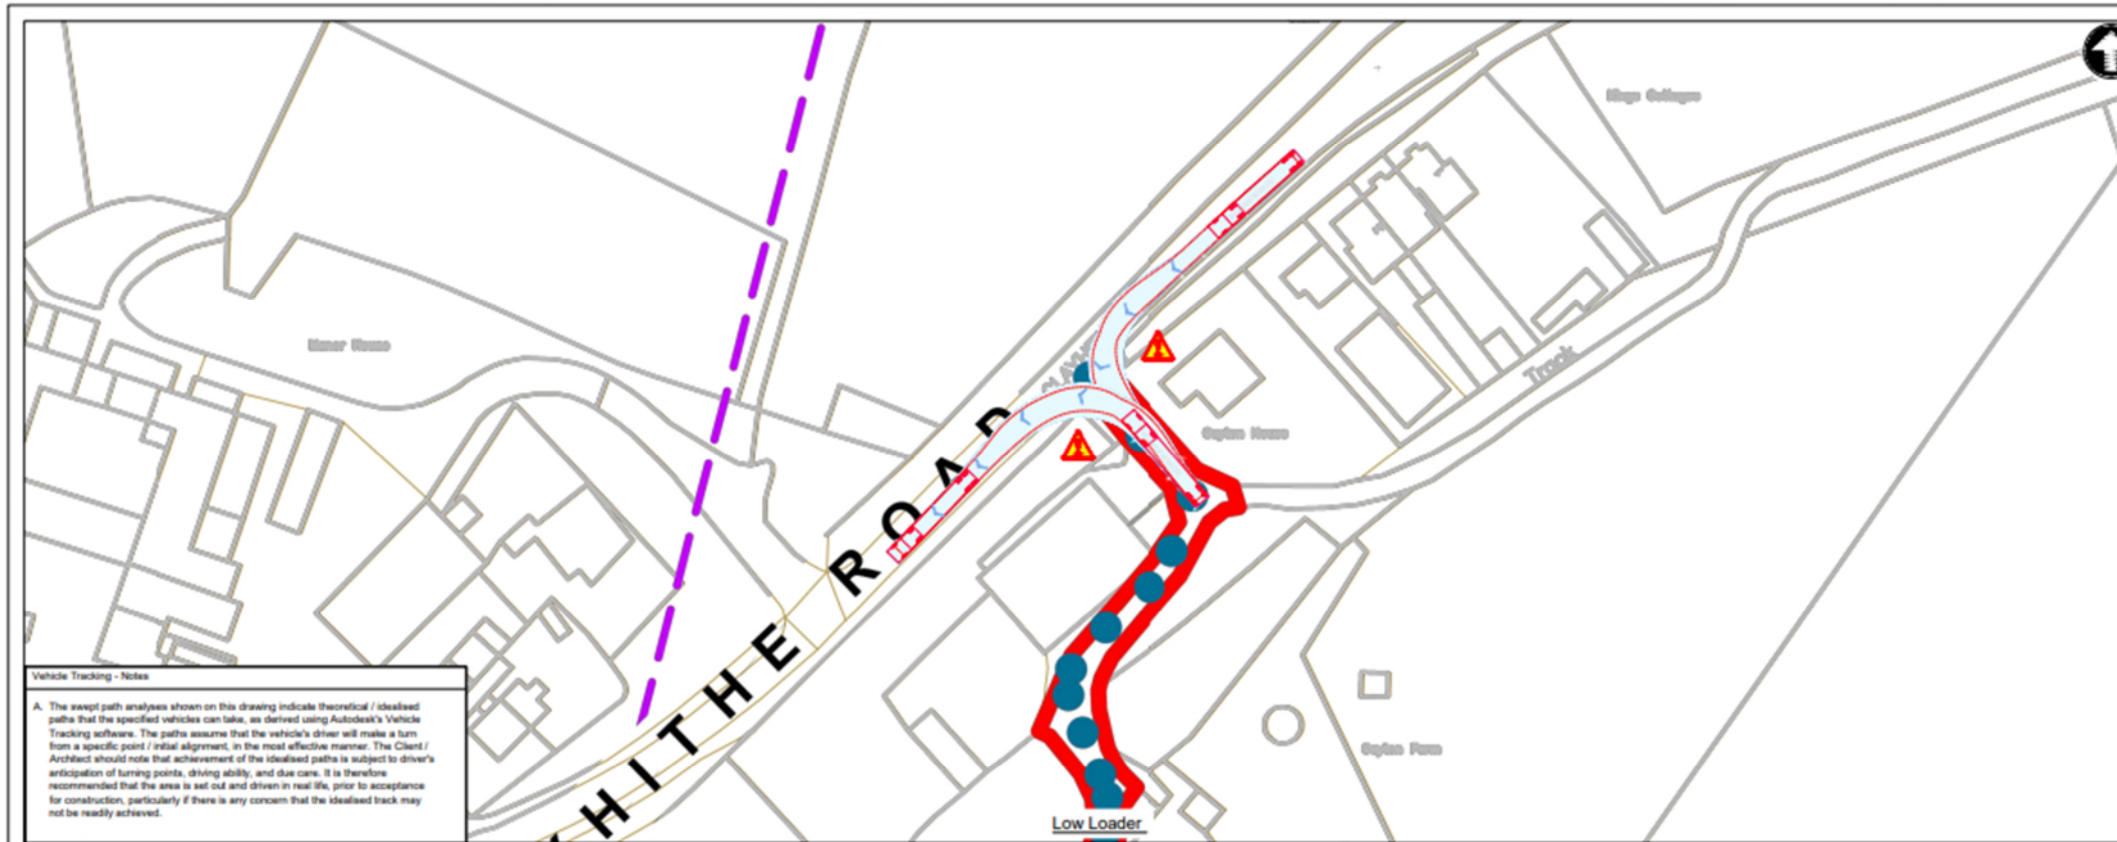 Kings Cottages
Manor House
Track
Ceylon House
ROAD
HITHE
Ceylon Farm
Low Loader
Vehicle Tracking - Notes
A. The swept path analyses shown on this drawing indicate theoretical / idealised
paths that the specified vehicles can take, as derived using Autodesk's Vehicle
Tracking software. The paths assume that the vehicle's driver will make a turn
from a specific point / initial alignment, in the most effective manner. The Client /
Architect should note that achievement of the idealised paths is subject to driver's
anticipation of turning points, driving ability, and due care. It is therefore
recommended that the area is set out and driven in real life, prior to acceptance
for construction, particularly if there is any concern that the idealised track may
not be readily achieved.